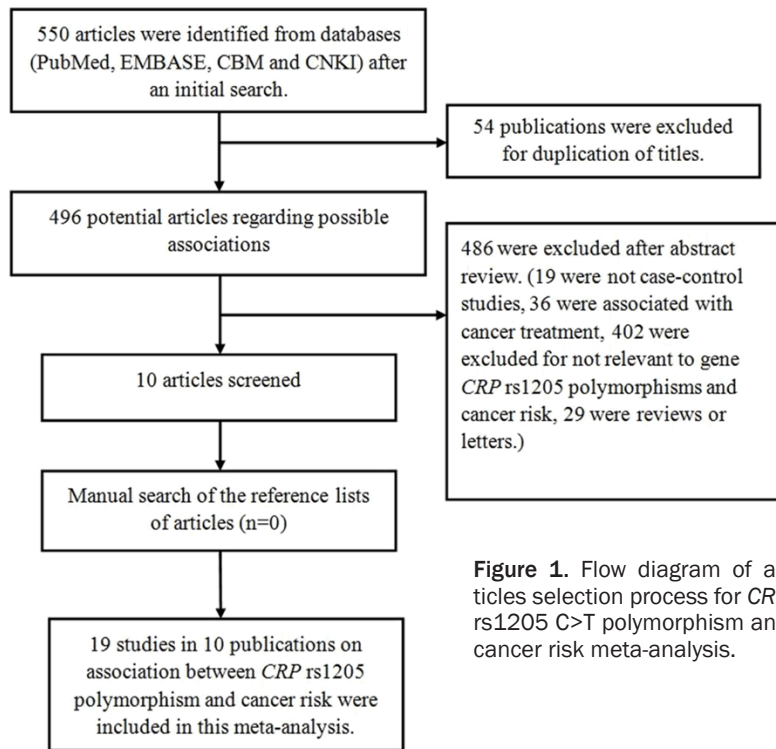 550 articles were identified from databases
(PubMed, EMBASE, CBM and CNKI) after
an initial search.
54 publications were excluded
for duplication of titles.
496 potential articles regarding possible
associations
486 were excluded after abstract
review. (19 were not case-control
studies, 36 were associated with
cancer treatment, 402 were
excluded for not relevant to gene
CRP rs1205 polymorphisms and
cancer risk, 29 were reviews or
letters.)
10 articles screened
Manual search of the reference lists
of articles (n=0)
19 studies in 10 publications on
association between CRP rs1205
polymorphism and cancer risk were
included in this meta-analysis.
Figure 1. Flow diagram of a
ticles selection process for CR
rs1205 C>T polymorphism an
cancer risk meta-analysis.